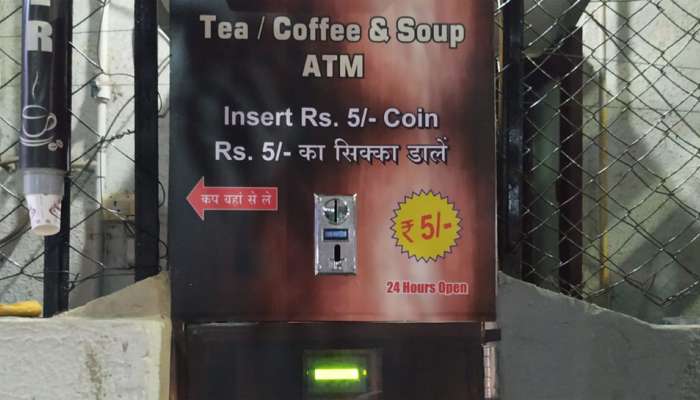 Tea / Coffee & Soup
ATM
Insert Rs. 5/- Coin
Rs. 5/- का सिक्का डालें
कप यहां से ले
₹ 5/-
24 Hours Open
E
R